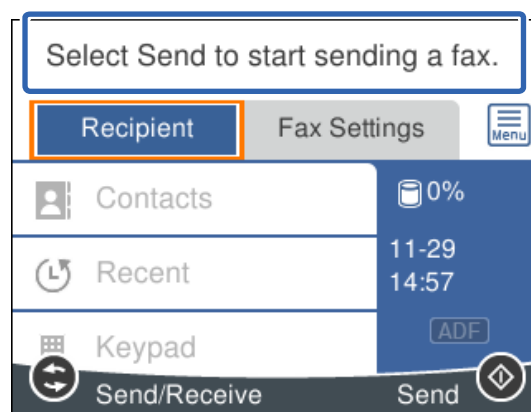 Select Send to start sending a fax.
Recipient
Fax Settings
Menu
Contacts
0%
Recent
11-29
14:57
Keypad
ADF
Send/Receive
Send